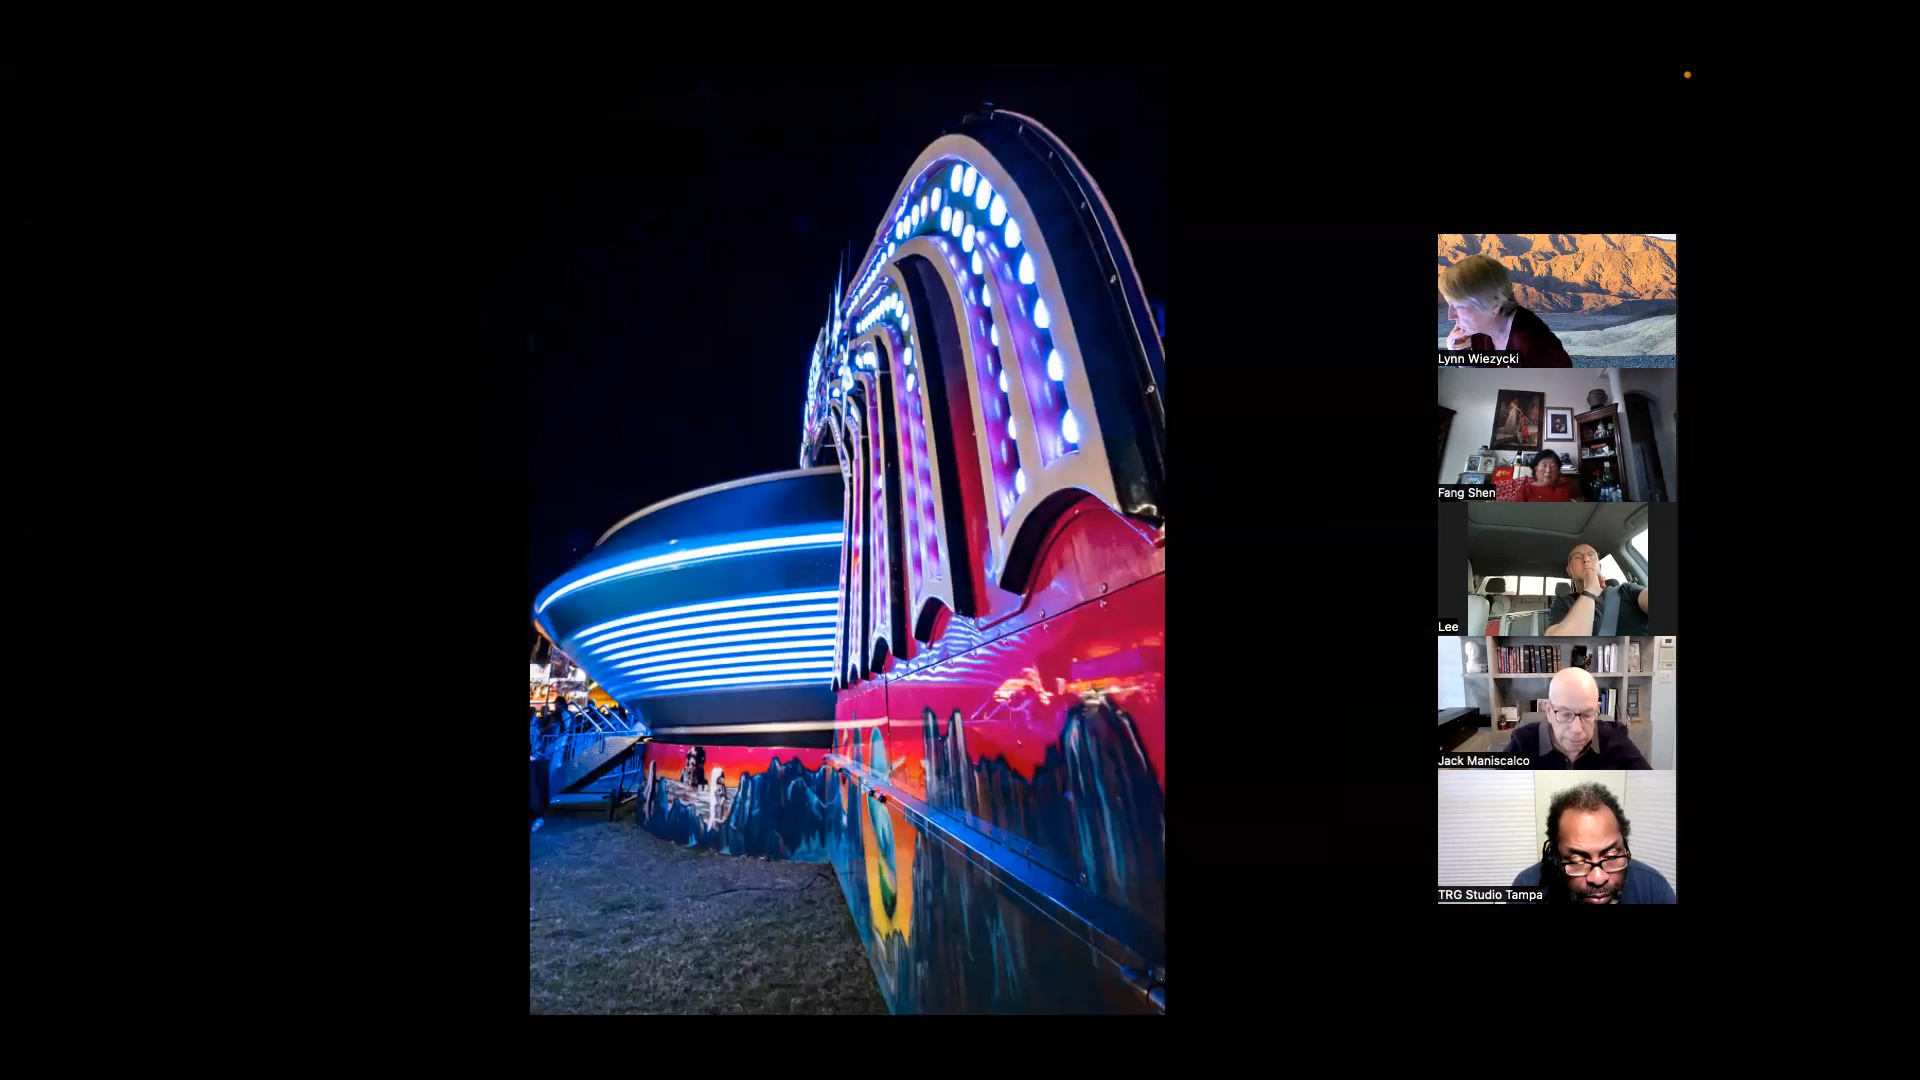 Lynn Wiezycki
Fang Shen
Lee
Jack Maniscalco
TRG Studio Tampa